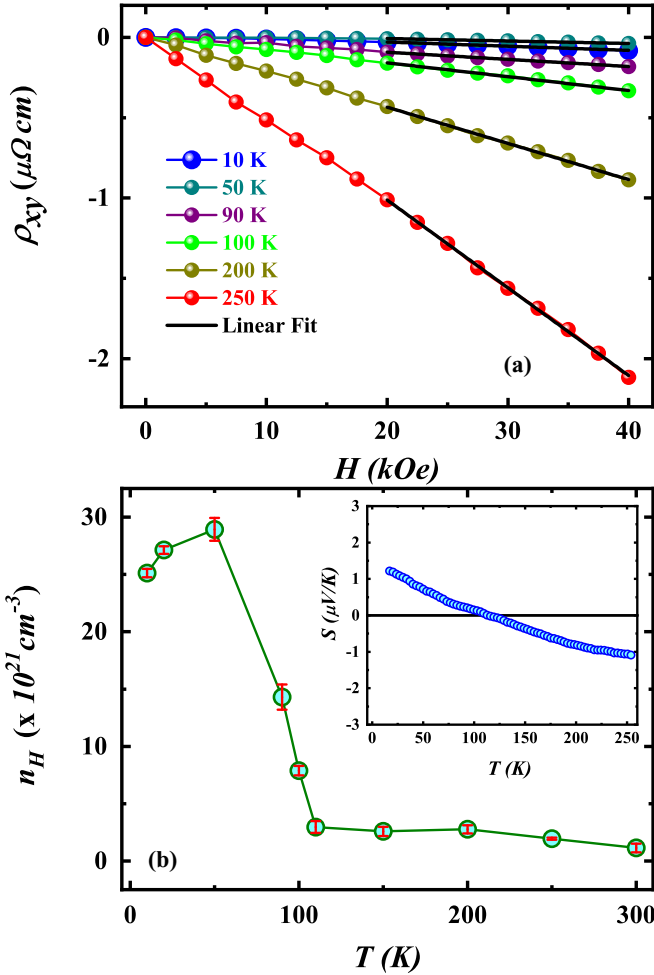 0
-1
-2
ρxy (μΩ cm)
10 K
50 K
90 K
100 K
200 K
250 K
Linear Fit
(a)
0 10 20 30 40
H (kOe)
30
20
10
0
n_H (x 10^21 cm^-3)
(b)
0 100 200 300
T (K)
3
2
1
0
-1
-2
-3
S (μV/K)
0 50 100 150 200 250
T (K)